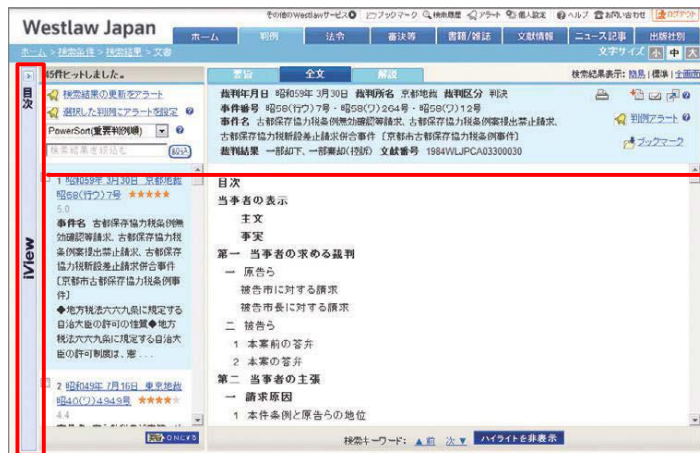 その他のWestlawサービス ブックマーク 検索履歴 アラート 個人設定 ヘルプ お問い合わせ ログアウト
Westlaw Japan
ホーム 判例 法令 審決等 書籍/雑誌 文献情報 ニュース記事 出版社別
ホーム > 検索条件 > 検索結果 > 文書
文字サイズ 小 中 大
目次
iView
45件ヒットしました。
検索結果の更新をアラート
選択した判例にアラートを設定
PowerSort(重要判例順)
検索結果を絞込む 絞込
1 昭和59年 3月30日 京都地裁
昭58(行ウ)7号 ★★★★★
5.0
事件名 古都保存協力税条例無
効確認等請求、古都保存協力税
条例案提出禁止請求、古都保存
協力税新設差止請求併合事件
〔京都市古都保存協力税条例事
件〕
◆地方税法六六九条に規定する
自治大臣の許可の性質◆地方
税法六六九条に規定する自治大
臣の許可制度は、憲 . . .
2 昭和49年 7月16日 東京地裁
昭40(ワ)4949号 ★★★★★
4.4
ONにする
要旨 全文 解説
検索結果表示: 簡易 | 標準 | 全画面
裁判年月日 昭和59年 3月30日 裁判所名 京都地裁 裁判区分 判決
事件番号 昭58(行ウ)7号・昭58(ワ)264号・昭58(ワ)12号
事件名 古都保存協力税条例無効確認等請求、古都保存協力税条例案提出禁止請求、
古都保存協力税新設差止請求併合事件 〔京都市古都保存協力税条例事件〕
裁判結果 一部却下、一部棄却(控訴) 文献番号 1984WLJPCA03300030
判例アラート
ブックマーク
目次
当事者の表示
主文
事実
第一 当事者の求める裁判
一 原告ら
被告市に対する請求
被告市長に対する請求
二 被告ら
1 本案前の答弁
2 本案の答弁
第二 当事者の主張
一 請求原因
1 本件条例と原告らの地位
検索キーワード: ▲前 次▼ ハイライトを非表示